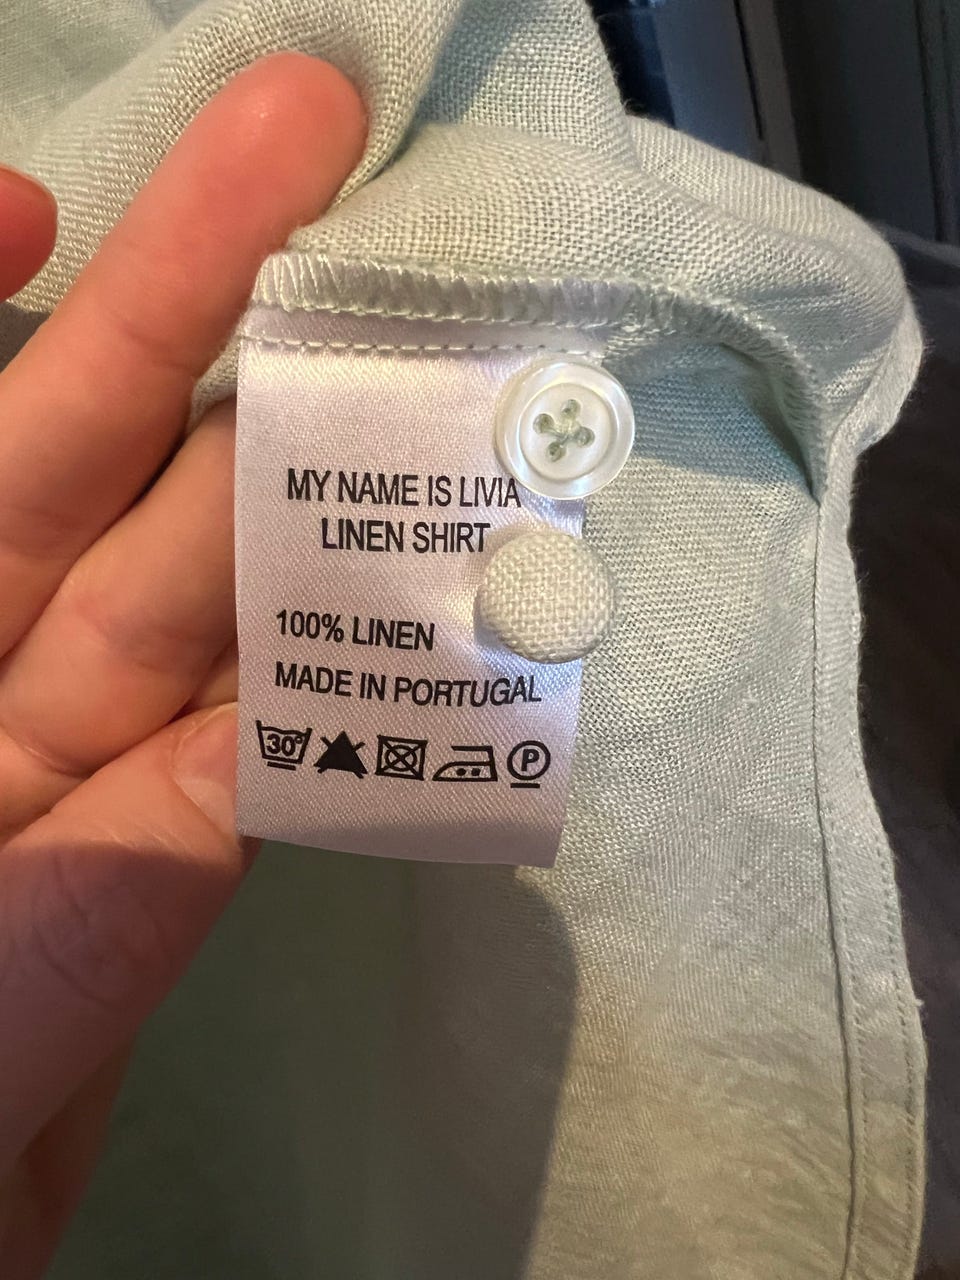 MY NAME IS LIVIA
LINEN SHIRT
100% LINEN
MADE IN PORTUGAL
30° P